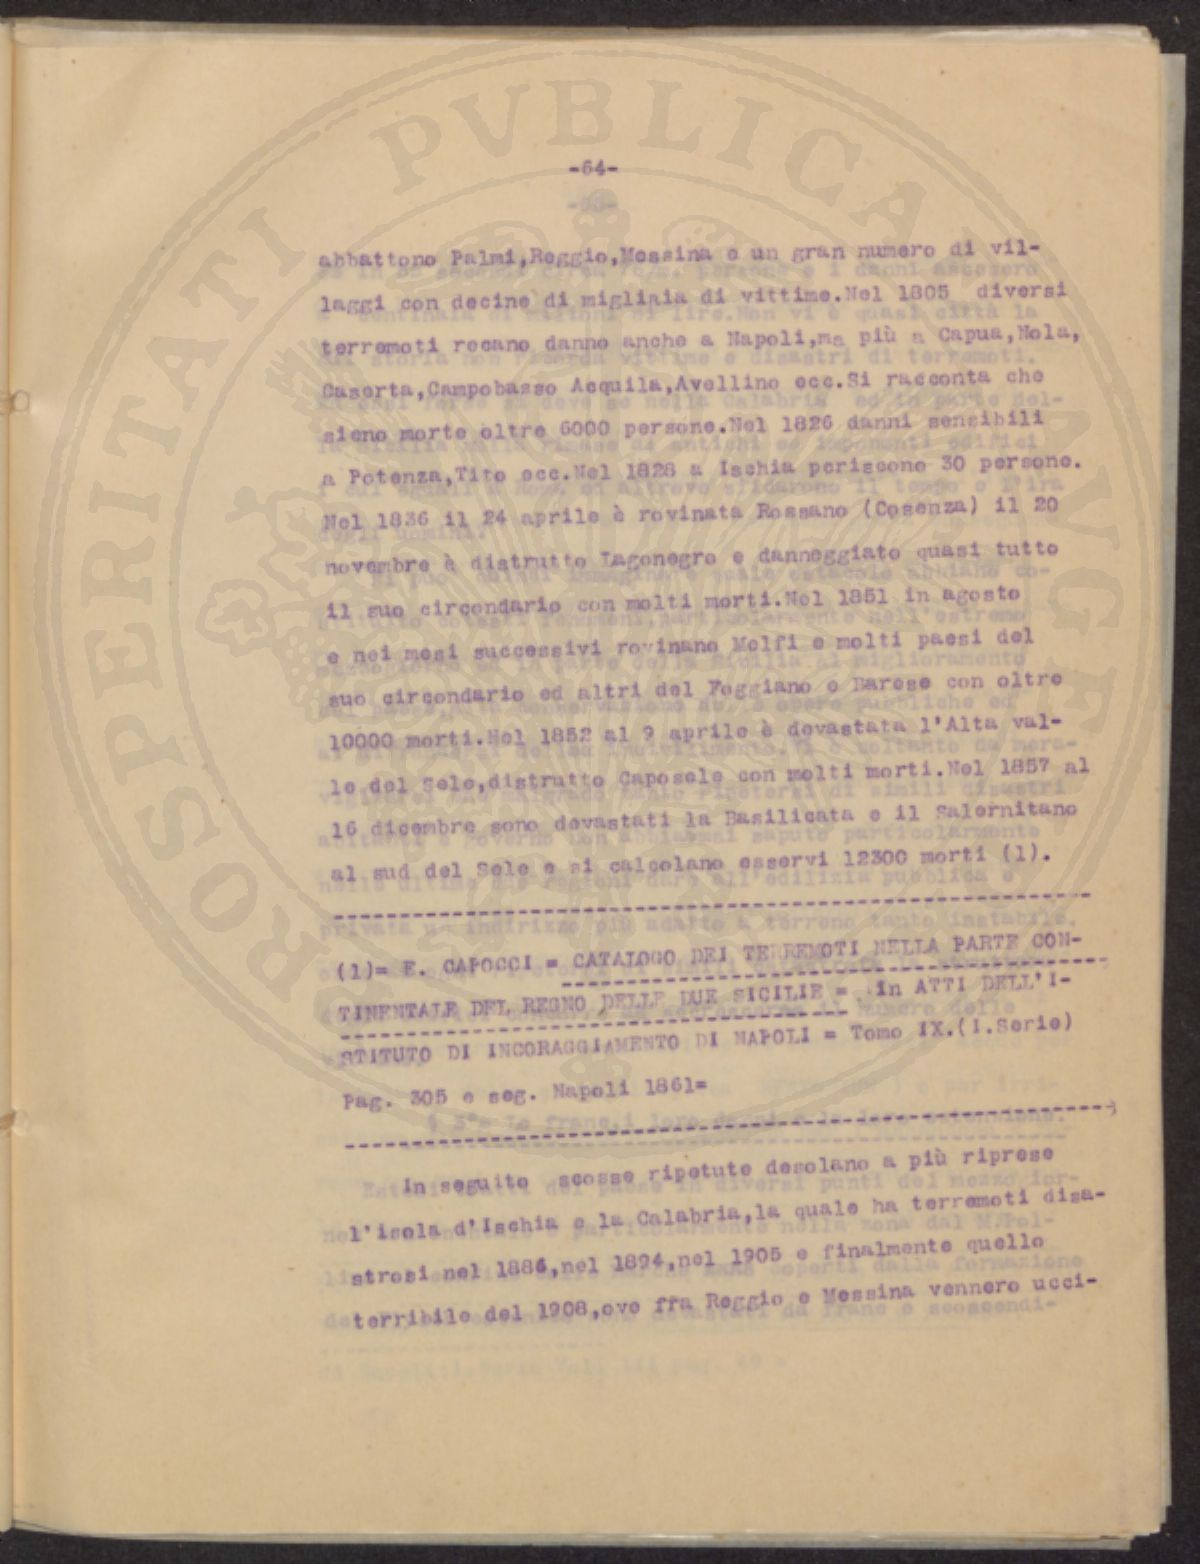 -64-
abbattono Palmi,Reggio,Messina e un gran numero di vil-
laggi con decine di migliaia di vittime.Nel 1805 diversi
terremoti recano danno anche a Napoli,ma più a Capua,Nola,
Caserta,Campobasso Acquila,Avellino ecc.Si racconta che
sieno morte oltre 6000 persone.Nel 1826 danni sensibili
a Potenza,Tito ecc.Nel 1828 a Ischia periscono 30 persone.
Nel 1836 il 24 aprile è rovinata Rossano (Cosenza) il 20
novembre è distrutto Lagonegro e danneggiato quasi tutto
il suo circondario con molti morti.Nel 1851 in agosto
e nei mesi successivi rovinano Melfi e molti paesi del
suo circondario ed altri del Foggiano e Barese con oltre
10000 morti.Nel 1852 al 9 aprile è devastata l'Alta val-
le del Sele,distrutto Caposele con molti morti.Nel 1857 al
16 dicembre sono devastati la Basilicata e il Salernitano
al sud del Sele e si calcolano esservi 12300 morti (1).
(1)= E. CAPOCCI = CATALOGO DEI TERREMOTI NELLA PARTE CON-
TINENTALE DEL REGNO DELLE DUE SICILIE = in ATTI DELL'I-
STITUTO DI INCORAGGIAMENTO DI NAPOLI = Tomo IX.(I.Serie)
Pag. 305 e seg. Napoli 1861=
In seguito scosse ripetute desolano a più riprese
l'isola d'Ischia e la Calabria,la quale ha terremoti disa-
strosi nel 1886,nel 1894,nel 1905 e finalmente quello
terribile del 1908,ove fra Reggio e Messina vennero ucci-
PROSPERITATI PVBLICAE AVGENDAE